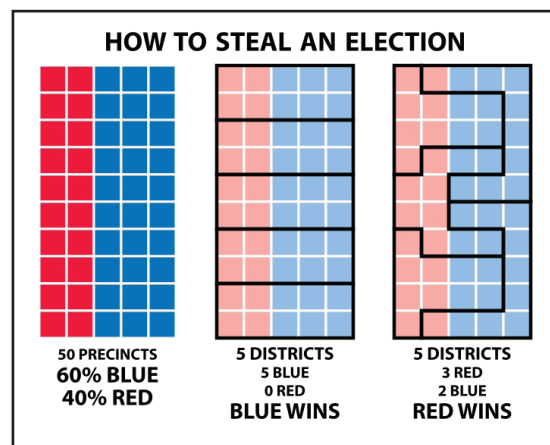 HOW TO STEAL AN ELECTION
50 PRECINCTS
60% BLUE
40% RED
5 DISTRICTS
5 BLUE
0 RED
BLUE WINS
5 DISTRICTS
3 RED
2 BLUE
RED WINS